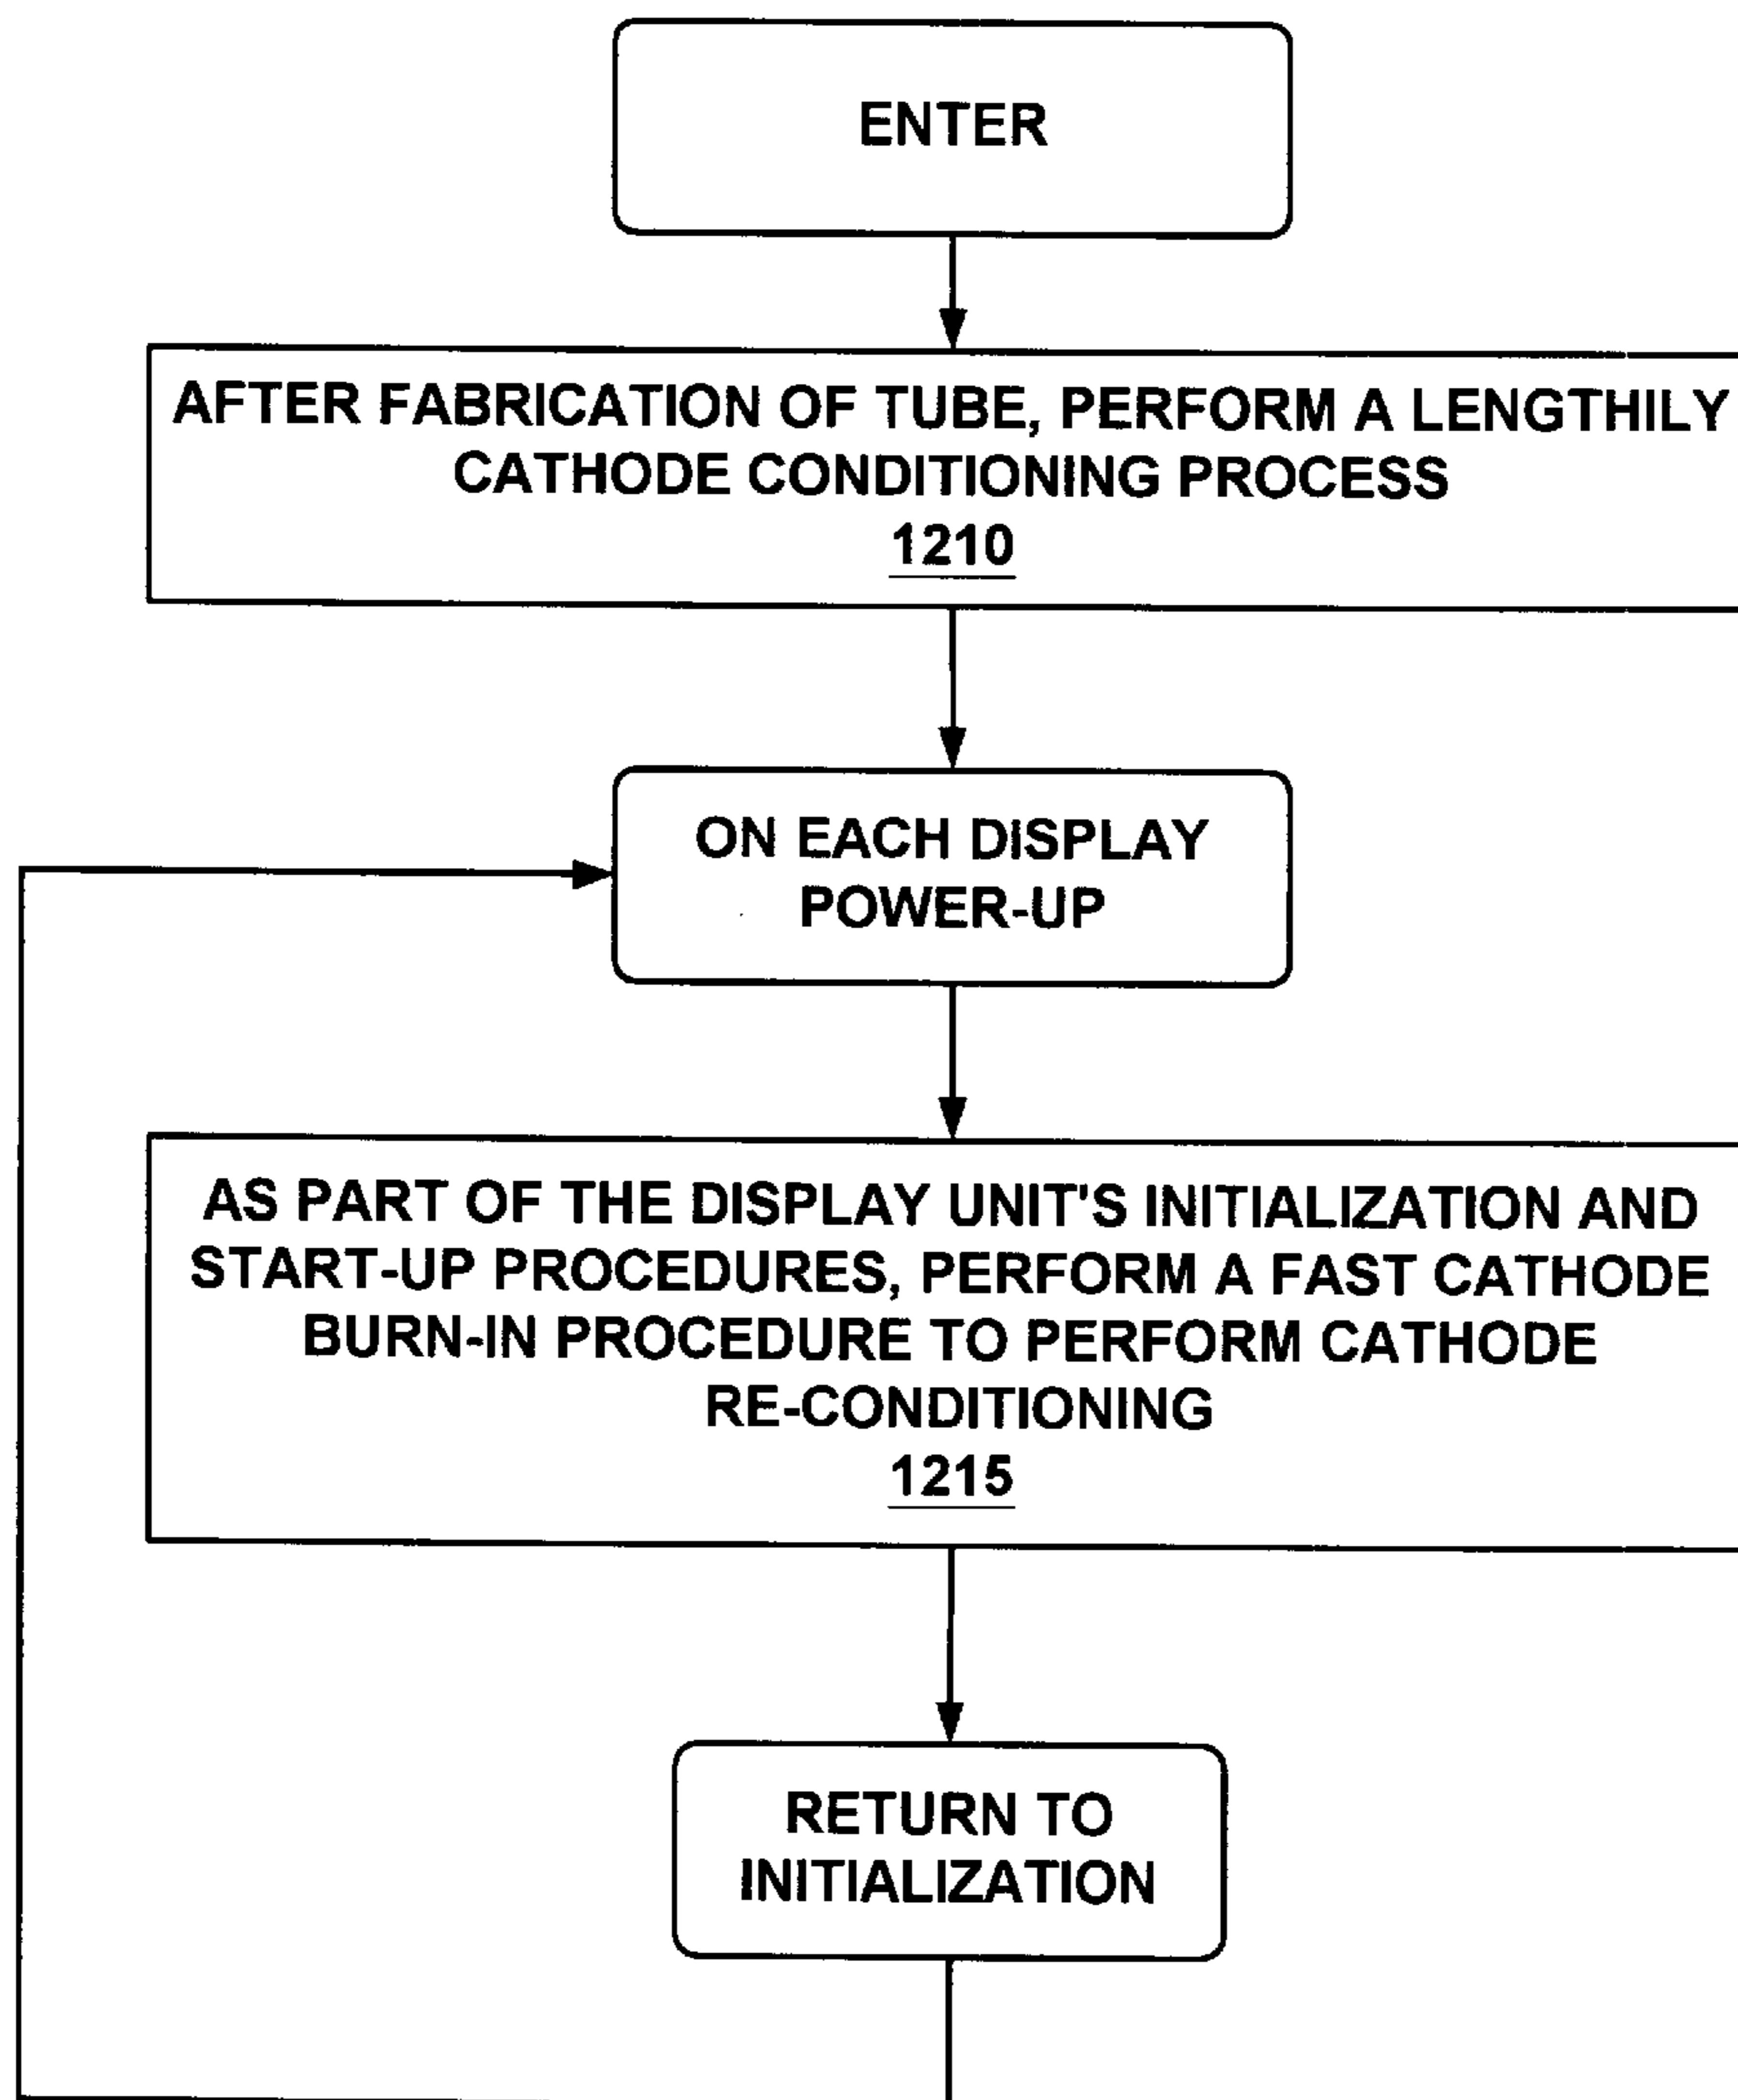 ENTER
AFTER FABRICATION OF TUBE, PERFORM A LENGTHILY
CATHODE CONDITIONING PROCESS
1210
ON EACH DISPLAY
POWER-UP
AS PART OF THE DISPLAY UNIT'S INITIALIZATION AND
START-UP PROCEDURES, PERFORM A FAST CATHODE
BURN-IN PROCEDURE TO PERFORM CATHODE
RE-CONDITIONING
1215
RETURN TO
INITIALIZATION